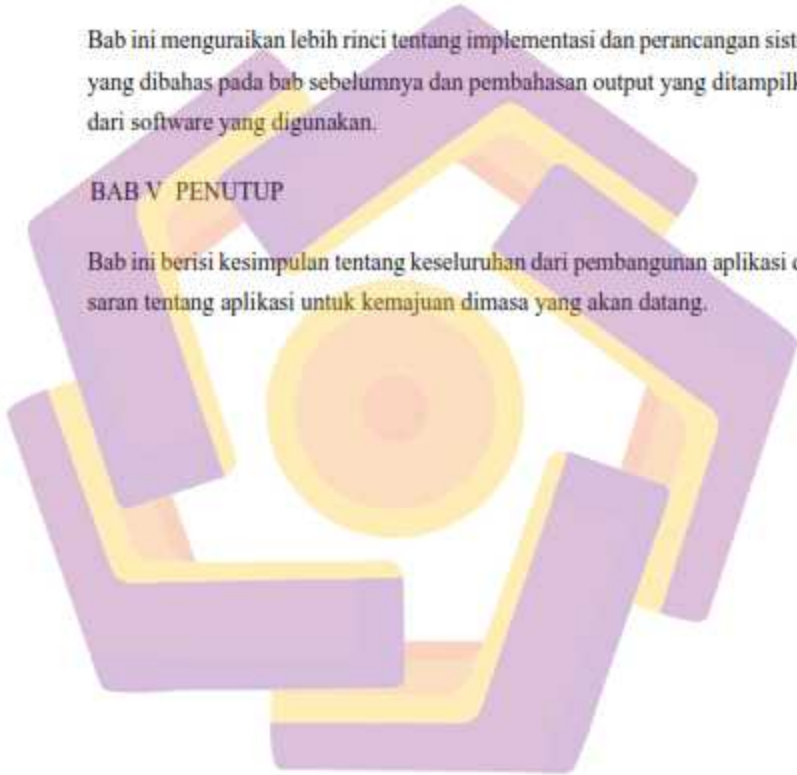 Bab ini menguraikan lebih rinci tentang implementasi dan perancangan sist
yang dibahas pada bab sebelumnya dan pembahasan output yang ditampilk
dari software yang digunakan.
BAB V PENUTUP
Bab ini berisi kesimpulan tentang keseluruhan dari pembangunan aplikasi d
saran tentang aplikasi untuk kemajuan dimasa yang akan datang.